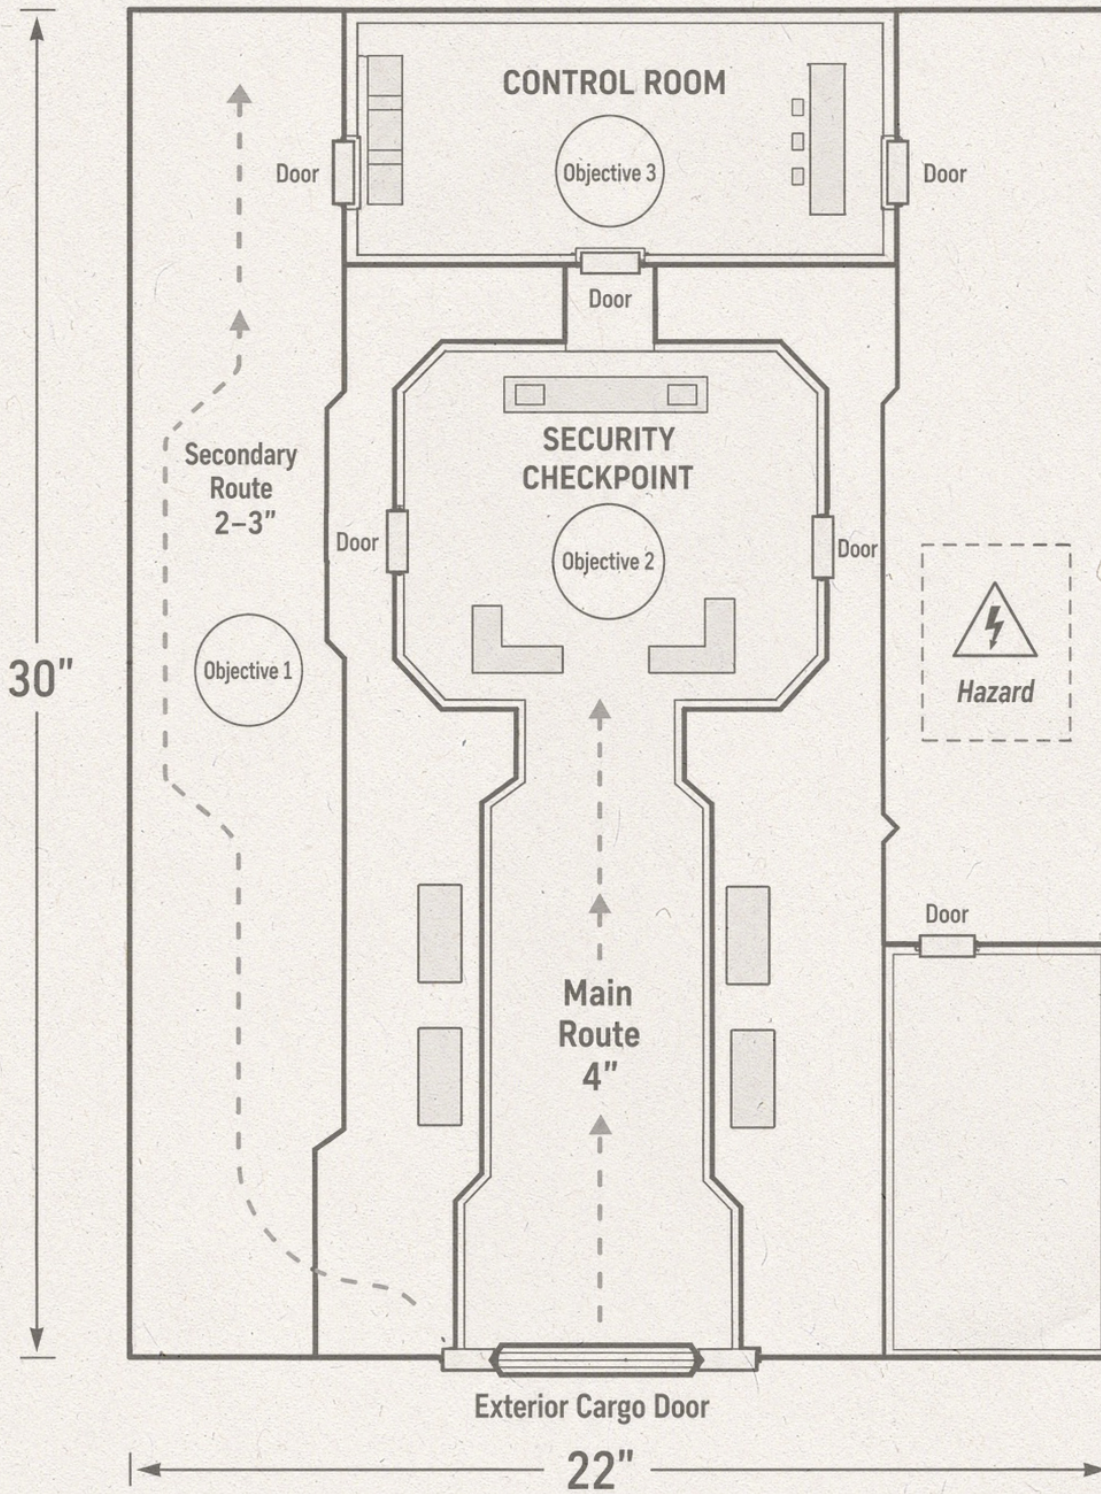 CONTROL ROOM
Objective 3
Door
Door
Door
SECURITY
CHECKPOINT
Secondary
Route
2–3”
Door
Objective 2
Door
Objective 1
30”
Hazard
Door
Main
Route
4”
Exterior Cargo Door
22”